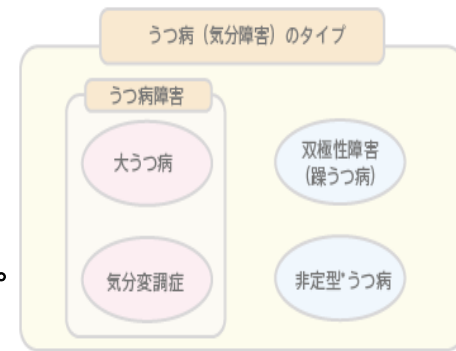 うつ病（気分障害）のタイプ
うつ病障害
大うつ病
双極性障害
(躁うつ病)
気分変調症
非定型*うつ病
。